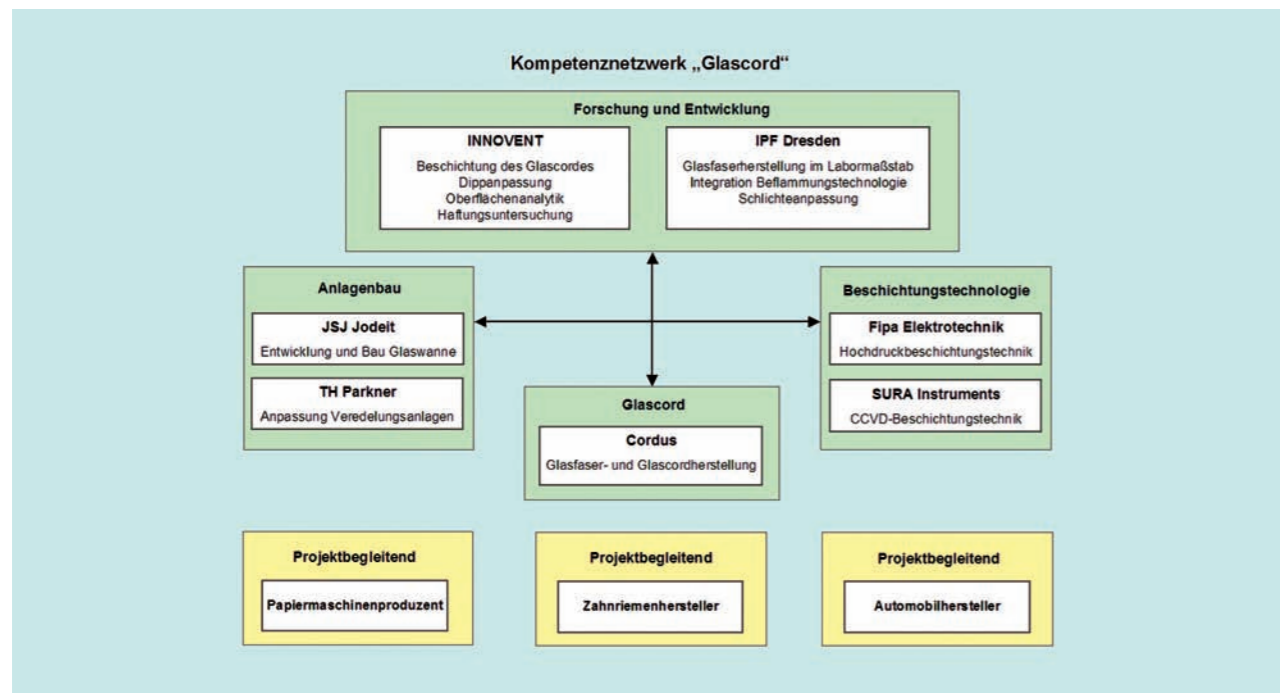 Kompetenznetzwerk „Glascord“
Forschung und Entwicklung
INNOVENT
Beschichtung des Glascordes
Dippanpassung
Oberflächenanalytik
Haftungsuntersuchung
IPF Dresden
Glasfaserherstellung im Labormaßstab
Integration Beflammungstechnologie
Schlichteanpassung
Anlagenbau
JSJ Jodeit
Entwicklung und Bau Glaswanne
TH Parkner
Anpassung Veredelungsanlagen
Beschichtungstechnologie
Fipa Elektrotechnik
Hochdruckbeschichtungstechnik
SURA Instruments
CCVD-Beschichtungstechnik
Glascord
Cordus
Glasfaser- und Glascordherstellung
Projektbegleitend
Papiermaschinenproduzent
Projektbegleitend
Zahnriemenhersteller
Projektbegleitend
Automobilhersteller